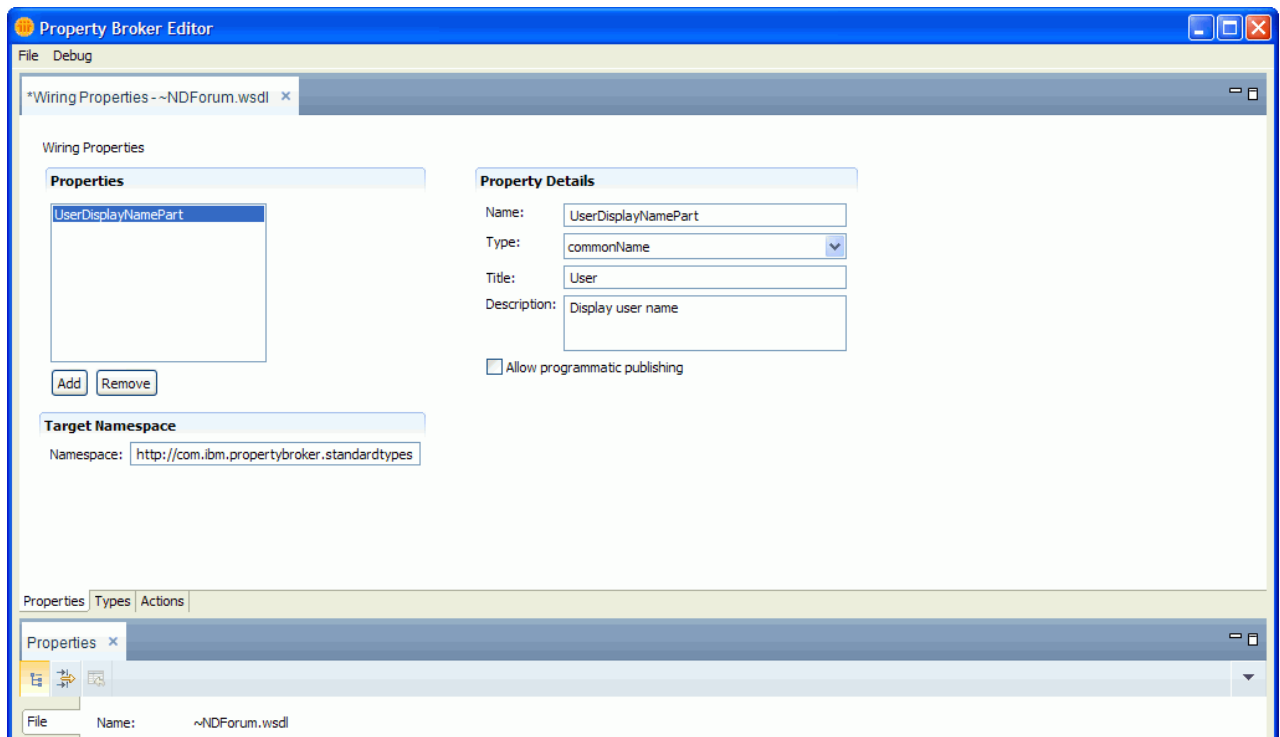 Property Broker Editor
File Debug
*Wiring Properties - ~NDForum.wsdl
Wiring Properties
Properties
UserDisplayNamePart
Add Remove
Target Namespace
Namespace: http://com.ibm.propertybroker.standardtypes
Property Details
Name: UserDisplayNamePart
Type: commonName
Title: User
Description: Display user name
Allow programmatic publishing
Properties Types Actions
Properties
File Name: ~NDForum.wsdl